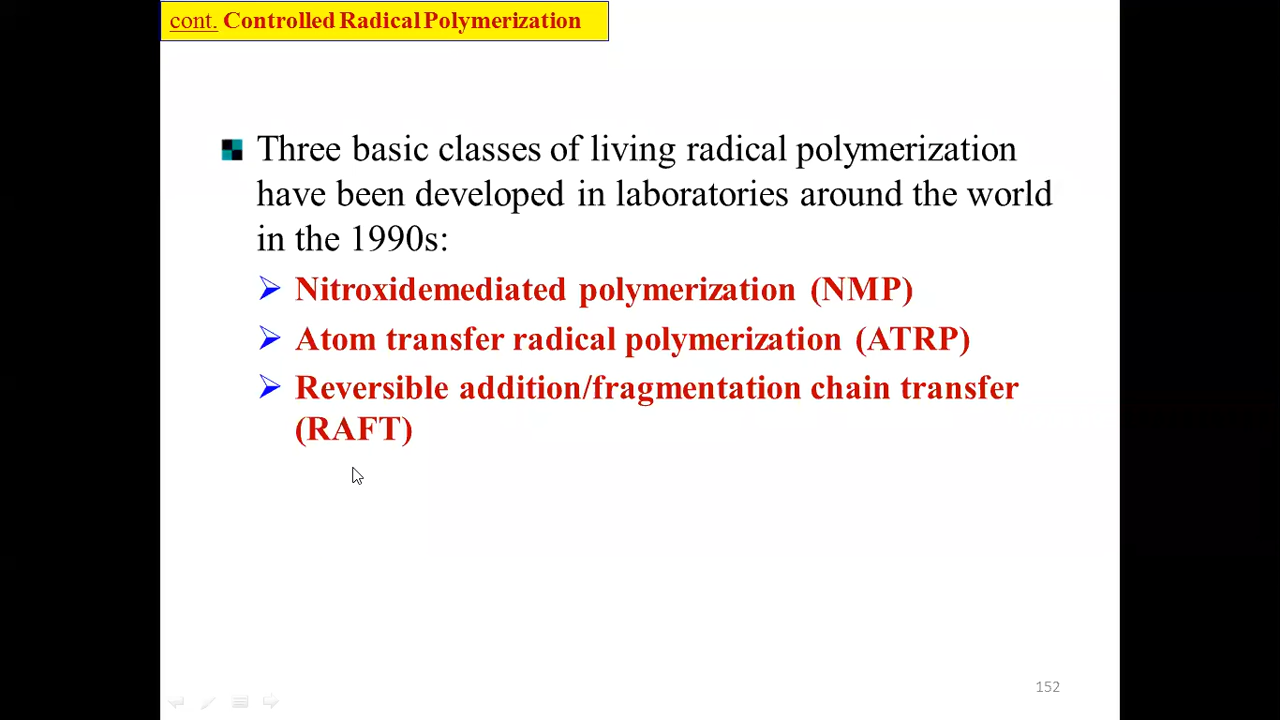 cont. Controlled Radical Polymerization
Three basic classes of living radical polymerization
have been developed in laboratories around the world
in the 1990s:
Nitroxidemediated polymerization (NMP)
Atom transfer radical polymerization (ATRP)
Reversible addition/fragmentation chain transfer
(RAFT)
152